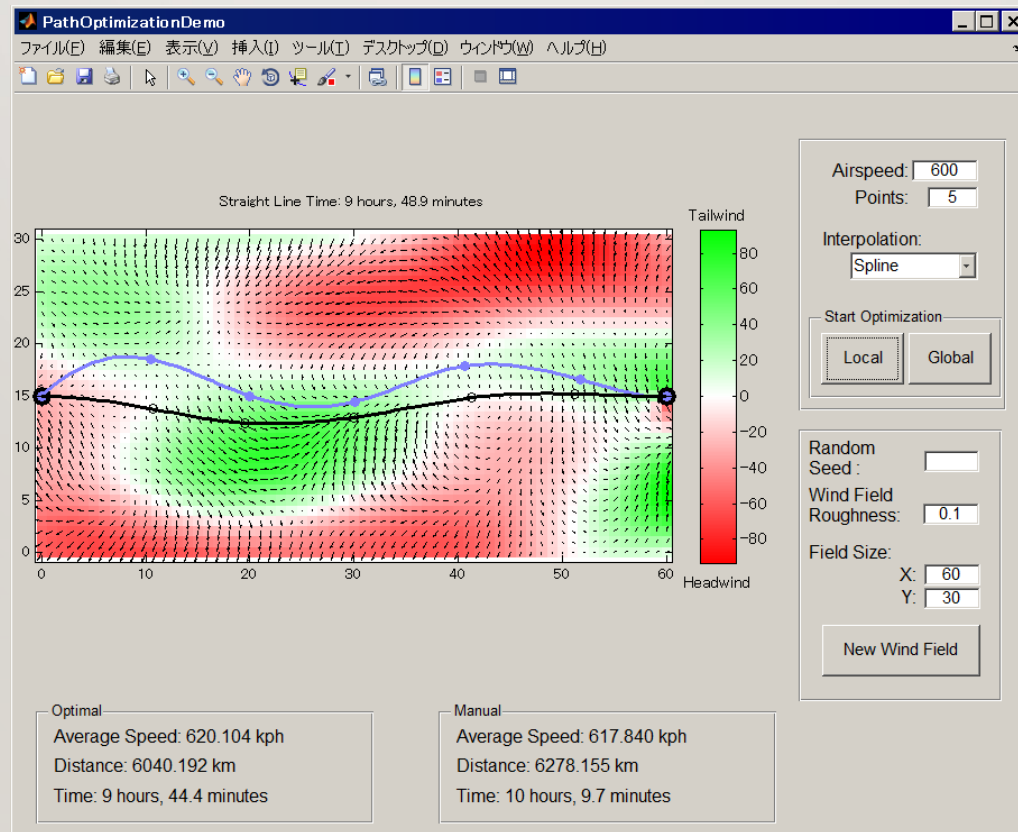 PathOptimizationDemo
ファイル(F) 編集(E) 表示(V) 挿入(I) ツール(T) デスクトップ(D) ウィンドウ(W) ヘルプ(H)
Straight Line Time: 9 hours, 48.9 minutes
30
25
20
15
10
5
0
0 10 20 30 40 50 60
Tailwind
80
60
40
20
0
−20
−40
−60
−80
Headwind
Airspeed: 600
Points: 5
Interpolation:
Spline
Start Optimization
Local Global
Random
Seed :
Wind Field
Roughness: 0.1
Field Size:
X: 60
Y: 30
New Wind Field
Optimal
Average Speed: 620.104 kph
Distance: 6040.192 km
Time: 9 hours, 44.4 minutes
Manual
Average Speed: 617.840 kph
Distance: 6278.155 km
Time: 10 hours, 9.7 minutes